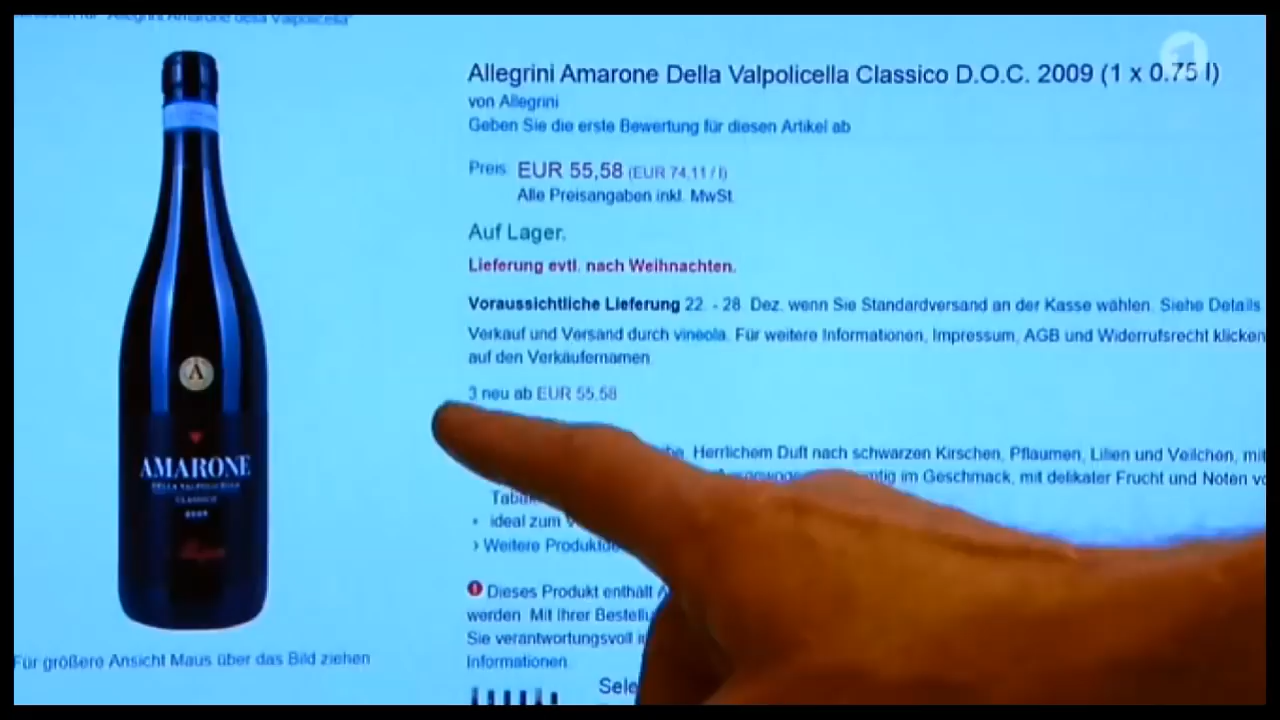 "Allegrini Amarone della Valpolicella"
Allegrini Amarone Della Valpolicella Classico D.O.C. 2009 (1 x 0.75 l)
von Allegrini
Geben Sie die erste Bewertung für diesen Artikel ab
Preis: EUR 55,58 (EUR 74,11 / l)
Alle Preisangaben inkl. MwSt.
Auf Lager.
Lieferung evtl. nach Weihnachten.
Voraussichtliche Lieferung 22. - 28. Dez. wenn Sie Standardversand an der Kasse wählen. Siehe Details
Verkauf und Versand durch vineola. Für weitere Informationen, Impressum, AGB und Widerrufsrecht klicken
auf den Verkäufernamen.
3 neu ab EUR 55,58
A
Herrlichem Duft nach schwarzen Kirschen, Pflaumen, Lilien und Veilchen, mit
im Geschmack, mit delikater Frucht und Noten
AMARONE
DELLA VALPOLICELLA
CLASSICO
2009
• ideal zum
› Weitere
Dieses Produkt enthält
werden. Mit Ihrer
Sie verantwortungsvoll
Informationen.
Für größere Ansicht Maus über das Bild ziehen
1